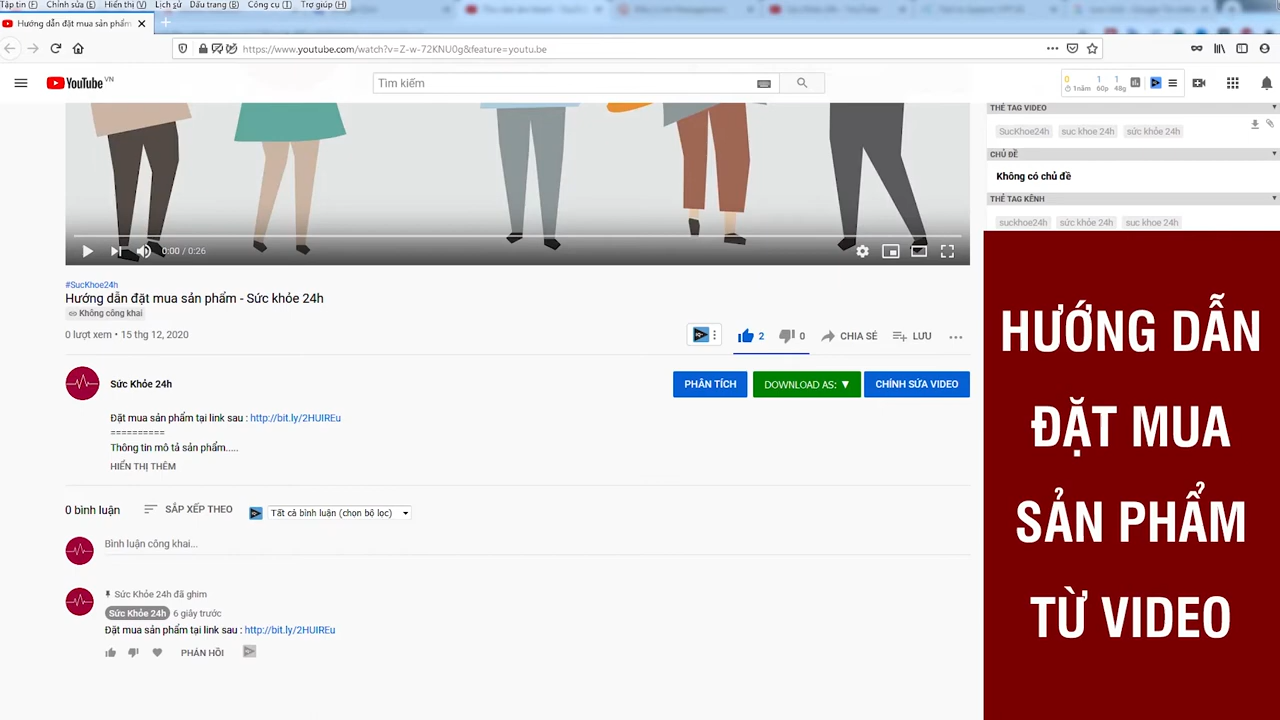 Tập tin (F) Chỉnh sửa (E) Hiển thị (V) Lịch sử Dấu trang (B) Công cụ (T) Trợ giúp (H)
Hướng dẫn đặt mua sản phẩm
https://www.youtube.com/watch?v=Z-w-72KNU0g&feature=youtu.be
YouTube VN
Tìm kiếm
0 1 1
1năm 60p 48g
THẺ TAG VIDEO
SucKhoe24h suc khoe 24h sức khỏe 24h
CHỦ ĐỀ
Không có chủ đề
THẺ TAG KÊNH
suckhoe24h sức khỏe 24h suc khoe 24h
0:00 / 0:26
#SucKhoe24h
Hướng dẫn đặt mua sản phẩm - Sức khỏe 24h
Không công khai
0 lượt xem • 15 thg 12, 2020
2 0 CHIA SẺ LƯU
Sức Khỏe 24h
PHÂN TÍCH DOWNLOAD AS: ▼ CHỈNH SỬA VIDEO
Đặt mua sản phẩm tại link sau : http://bit.ly/2HUIREu
==========
Thông tin mô tả sản phẩm.....
HIỂN THỊ THÊM
0 bình luận SẮP XẾP THEO Tất cả bình luận (chọn bộ lọc)
Bình luận công khai...
Sức Khỏe 24h đã ghim
Sức Khỏe 24h 6 giây trước
Đặt mua sản phẩm tại link sau : http://bit.ly/2HUIREu
PHẢN HỒI
HƯỚNG DẪN
ĐẶT MUA
SẢN PHẨM
TỪ VIDEO